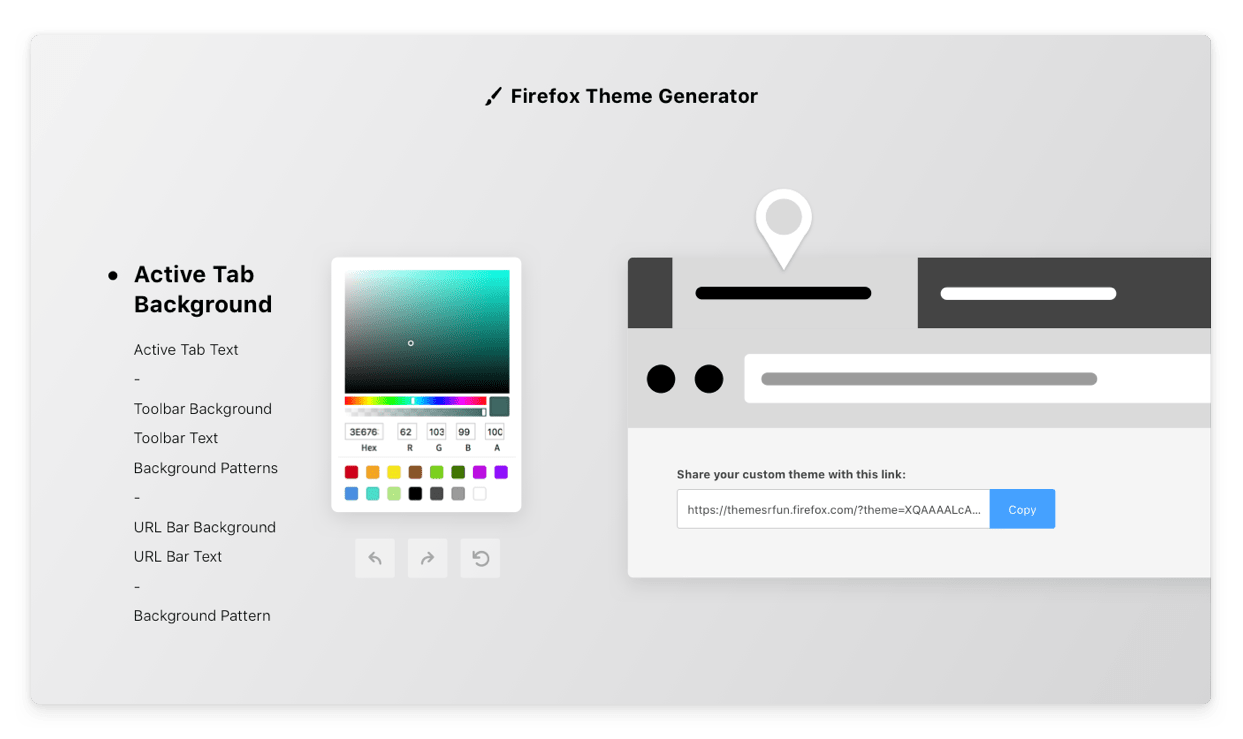 Firefox Theme Generator
Active Tab
Background
Active Tab Text
-
Toolbar Background
Toolbar Text
Background Patterns
-
URL Bar Background
URL Bar Text
-
Background Pattern
3E676 62 103 99 100
Hex R G B A
Share your custom theme with this link:
https://themesrfun.firefox.com/?theme=XQAAAALcA...
Copy